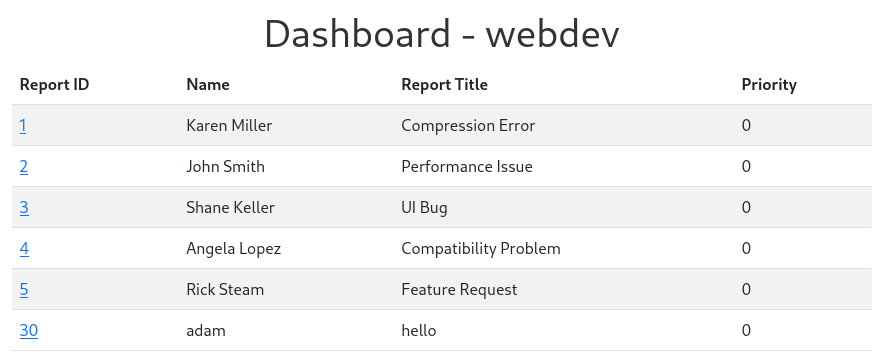 Dashboard - webdev
Report ID Name Report Title Priority
1 Karen Miller Compression Error 0
2 John Smith Performance Issue 0
3 Shane Keller UI Bug 0
4 Angela Lopez Compatibility Problem 0
5 Rick Steam Feature Request 0
30 adam hello 0